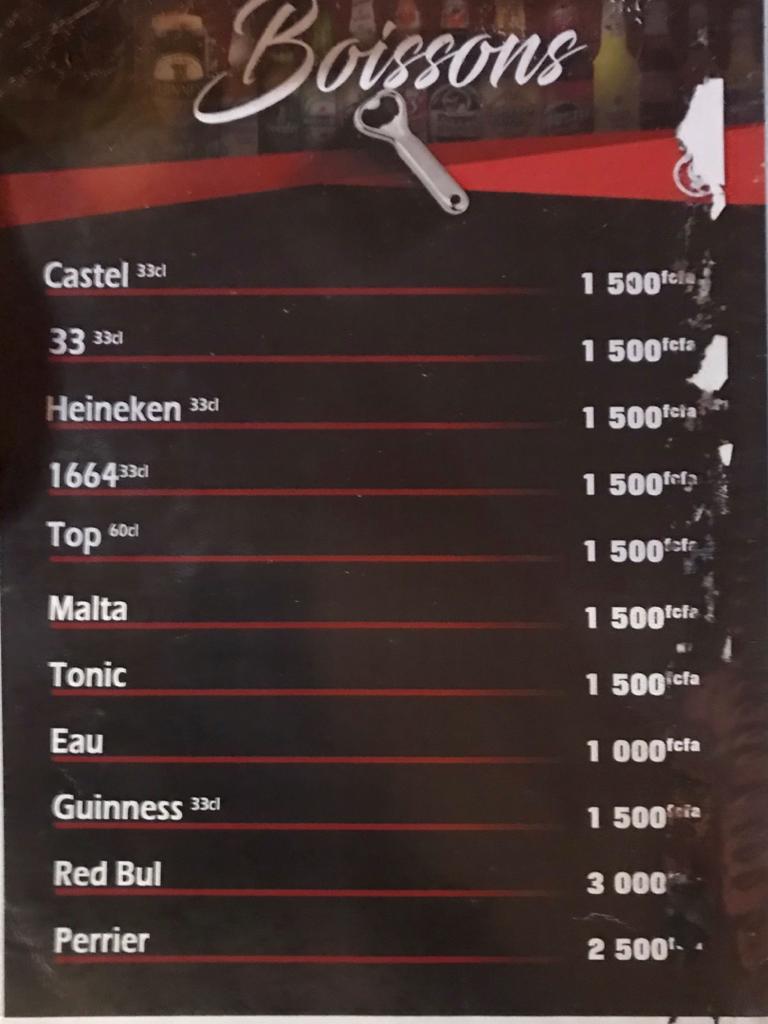 Boissons
Castel 33cl 1 500fcfa
33 33cl 1 500fcfa
Heineken 33cl 1 500fcfa
1664 33cl 1 500fcfa
Top 60cl 1 500fcfa
Malta 1 500fcfa
Tonic 1 500fcfa
Eau 1 000fcfa
Guinness 33cl 1 500fcfa
Red Bul 3 000
Perrier 2 500